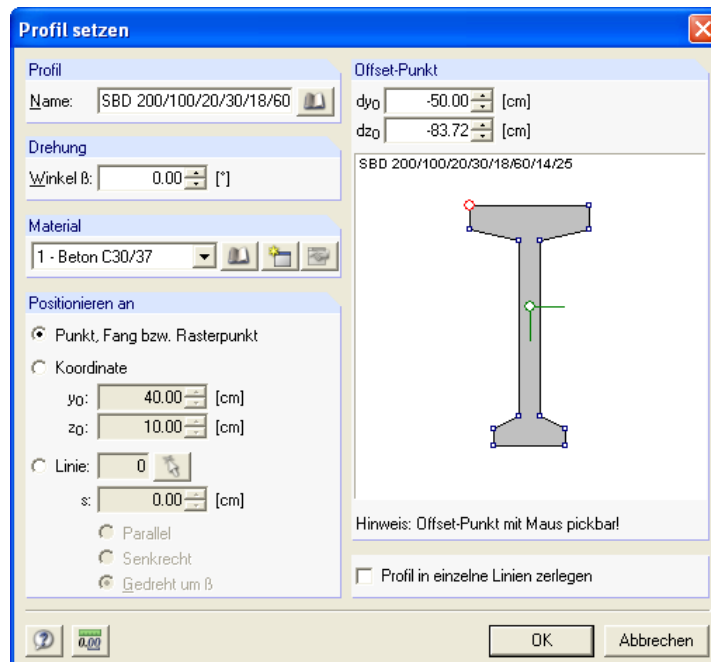 Profil setzen
Profil
Name: SBD 200/100/20/30/18/60
Drehung
Winkel ß: 0.00 [°]
Material
1 - Beton C30/37
Positionieren an
Punkt, Fang bzw. Rasterpunkt
Koordinate
y0: 40.00 [cm]
z0: 10.00 [cm]
Linie: 0
s: 0.00 [cm]
Parallel
Senkrecht
Gedreht um ß
Offset-Punkt
dy0 -50.00 [cm]
dz0 -83.72 [cm]
SBD 200/100/20/30/18/60/14/25
Hinweis: Offset-Punkt mit Maus pickbar!
Profil in einzelne Linien zerlegen
0.00
OK Abbrechen